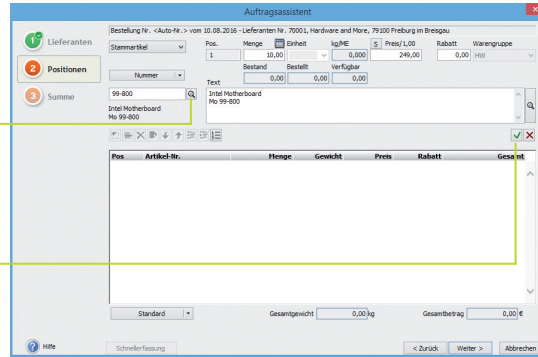 Auftragsassistent
Bestellung Nr. <Auto-Nr.> vom 10.08.2016 - Lieferanten Nr. 70001, Hardware and More, 79100 Freiburg im Breisgau
1 Lieferanten
2 Positionen
3 Summe
Stammartikel
Pos. Menge Einheit kg/ME S Preis/1,00 Rabatt Warengruppe
1 10,00 0,000 249,00 0,00 HW
Bestand Bestellt Verfügbar
Nummer 0,00 0,00 0,00
Text
99-800
Intel Motherboard
Mo 99-800
Intel Motherboard
Mo 99-800
Pos Artikel-Nr. Menge Gewicht Preis Rabatt Gesamt
Standard Gesamtgewicht 0,00 kg Gesamtbetrag 0,00 €
? Hilfe Schnellerfassung < Zurück Weiter > Abbrechen